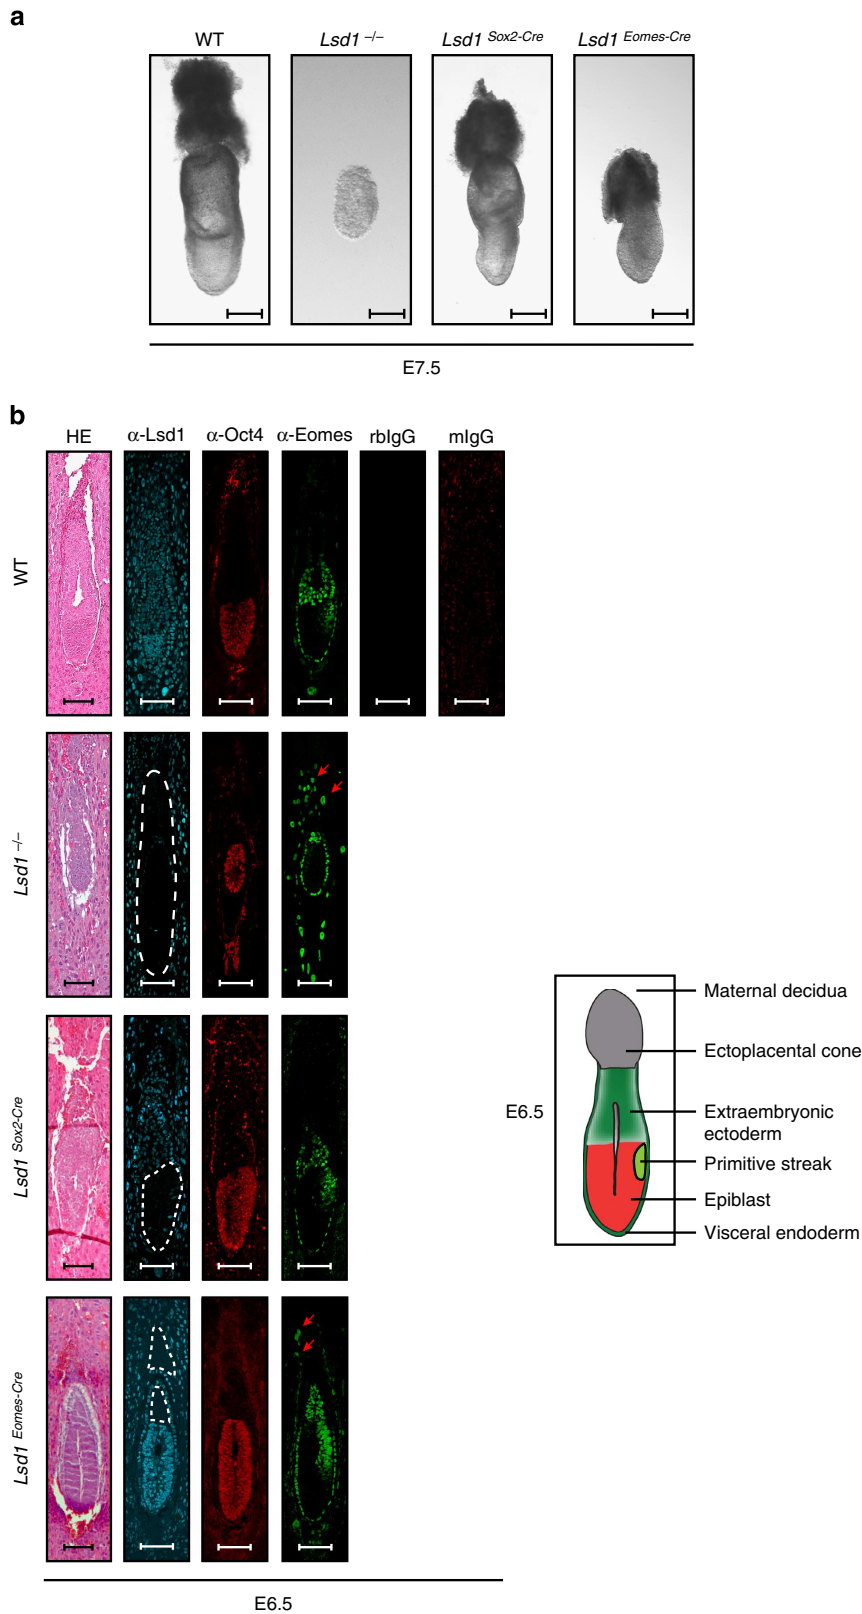 a
WT
Lsd1 –/–
Lsd1 Sox2-Cre
Lsd1 Eomes-Cre
E7.5
b
HE
α-Lsd1
α-Oct4
α-Eomes
rbIgG
mIgG
WT
Lsd1 –/–
Lsd1 Sox2-Cre
Lsd1 Eomes-Cre
E6.5
E6.5
Maternal decidua
Ectoplacental cone
Extraembryonic
ectoderm
Primitive streak
Epiblast
Visceral endoderm